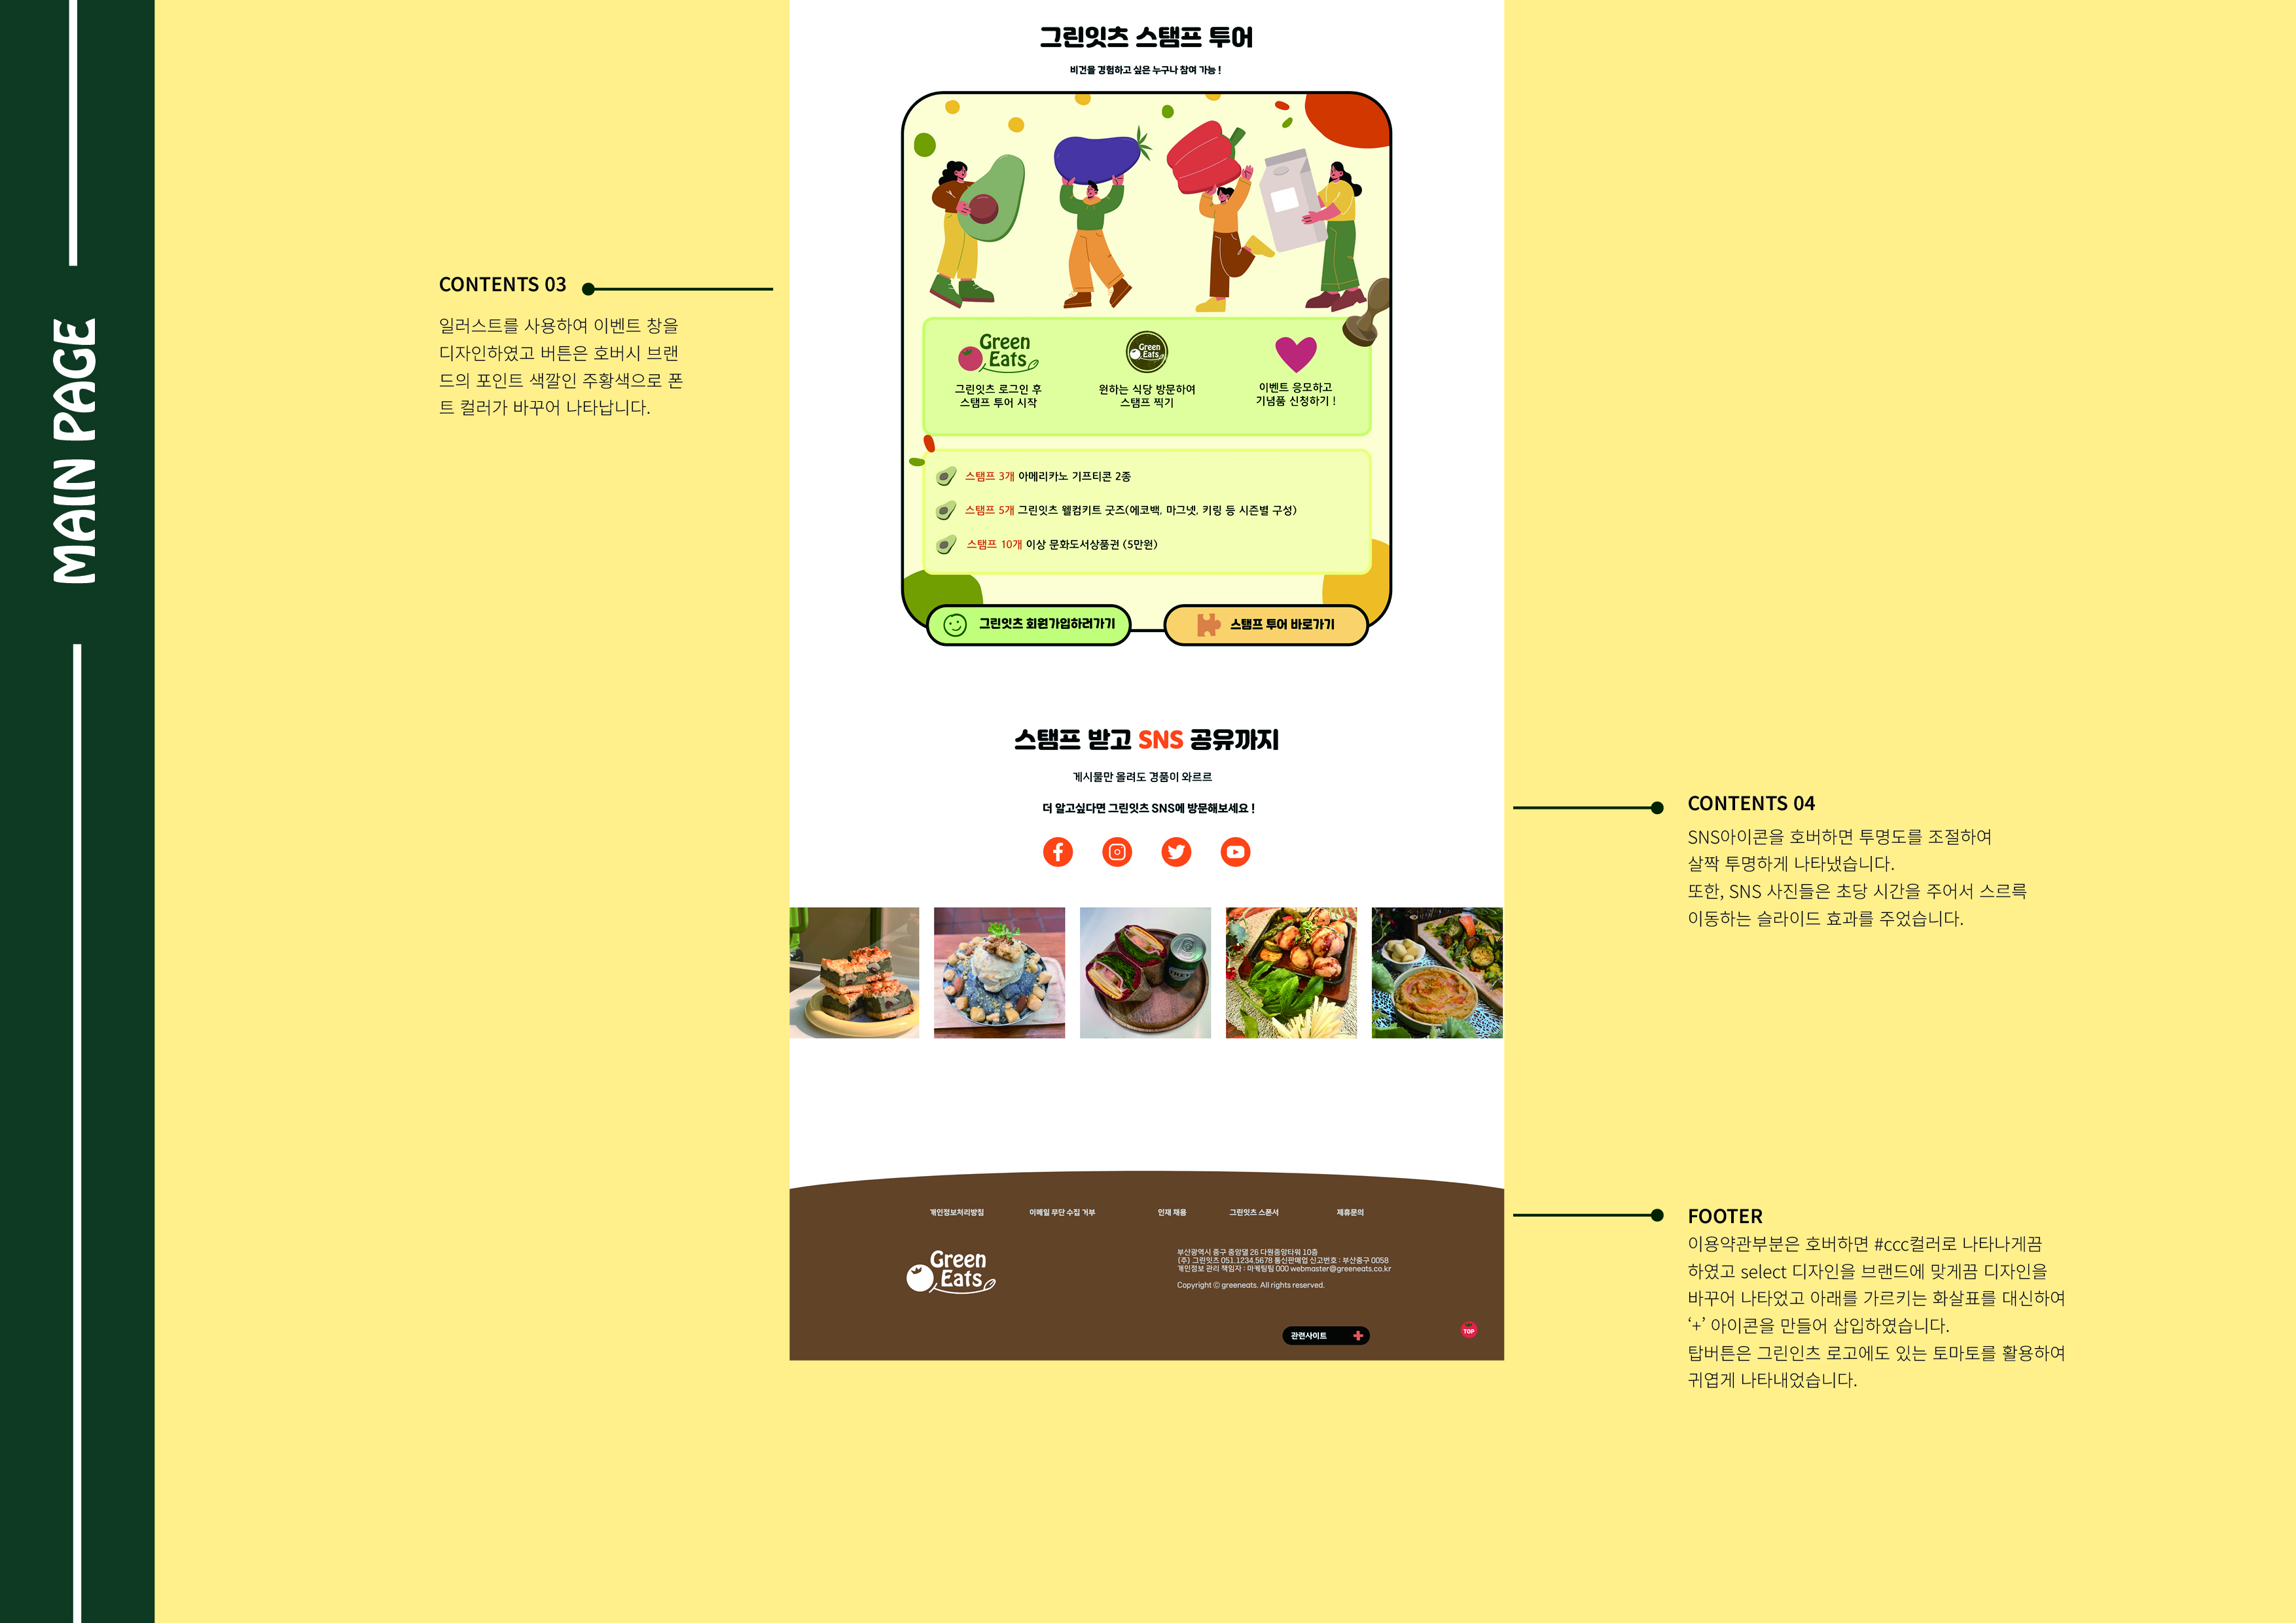 MAIN PAGE
CONTENTS 03
일러스트를 사용하여 이벤트 창을
디자인하였고 버튼은 호버시 브랜
드의 포인트 색깔인 주황색으로 폰
트 컬러가 바꾸어 나타납니다.
그린잇츠 스탬프 투어
비건을 경험하고 싶은 누구나 참여 가능 !
Green
Eats
그린잇츠 로그인 후
스탬프 투어 시작
Green
Eats
원하는 식당 방문하여
스탬프 찍기
이벤트 응모하고
기념품 신청하기 !
스탬프 3개 아메리카노 기프티콘 2종
스탬프 5개 그린잇츠 웰컴키트 굿즈(에코백, 마그넷, 키링 등 시즌별 구성)
스탬프 10개 이상 문화도서상품권 (5만원)
그린잇츠 회원가입하러가기
스탬프 투어 바로가기
스탬프 받고 SNS 공유까지
게시물만 올려도 경품이 와르르
더 알고싶다면 그린잇츠 SNS에 방문해보세요 !
CONTENTS 04
SNS아이콘을 호버하면 투명도를 조절하여
살짝 투명하게 나타냈습니다.
또한, SNS 사진들은 초당 시간을 주어서 스르륵
이동하는 슬라이드 효과를 주었습니다.
개인정보처리방침 이메일 무단 수집 거부 인재 채용 그린잇츠 스폰서 제휴문의
Green
Eats
부산광역시 중구 중앙댈 26 다원중앙타워 10층
(주) 그린잇츠 051.1234.5678 통신판매업 신고번호 : 부산중구 0058
개인정보 관리 책임자 : 마케팅팀 000 webmaster@greeneats.co.kr
Copyright © greeneats. All rights reserved.
관련사이트
TOP
FOOTER
이용약관부분은 호버하면 #ccc컬러로 나타나게끔
하였고 select 디자인을 브랜드에 맞게끔 디자인을
바꾸어 나타었고 아래를 가르키는 화살표를 대신하여
‘+’ 아이콘을 만들어 삽입하였습니다.
탑버튼은 그린인츠 로고에도 있는 토마토를 활용하여
귀엽게 나타내었습니다.